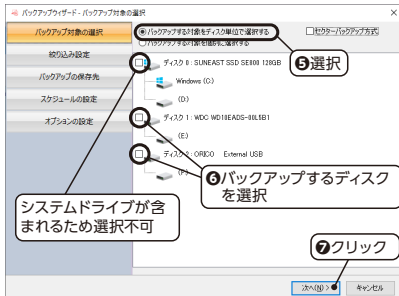 バックアップウィザード - バックアップ対象の選択
バックアップ対象の選択
絞り込み設定
バックアップの保存先
スケジュールの設定
オプションの設定
バックアップする対象をディスク単位で選択する
セクターバックアップ方式
バックアップする対象を個別に選択する
❺選択
ディスク 0 : SUNEAST SSD SE800 128GB
Windows (C:)
(D:)
ディスク 1 : WDC WD10EADS-00L5B1
(E:)
ディスク 2 : ORICO External USB
(F:)
❻バックアップするディスク
を選択
システムドライブが含
まれるため選択不可
❼クリック
次へ(N) >
キャンセル